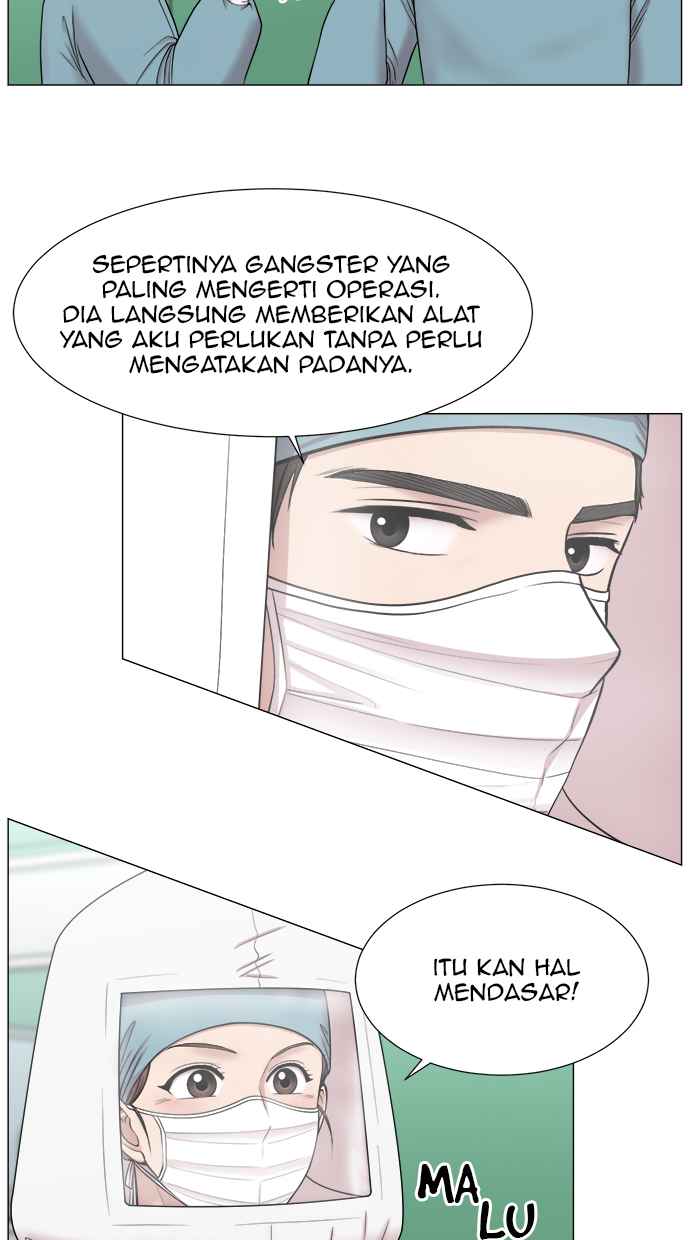 SEPERTINYA GANGSTER YANG
PALING MENGERTI OPERASI.
DIA LANGSUNG MEMBERIKAN ALAT
YANG AKU PERLUKAN TANPA PERLU
MENGATAKAN PADANYA.
ITU KAN HAL
MENDASAR!
MA
LU